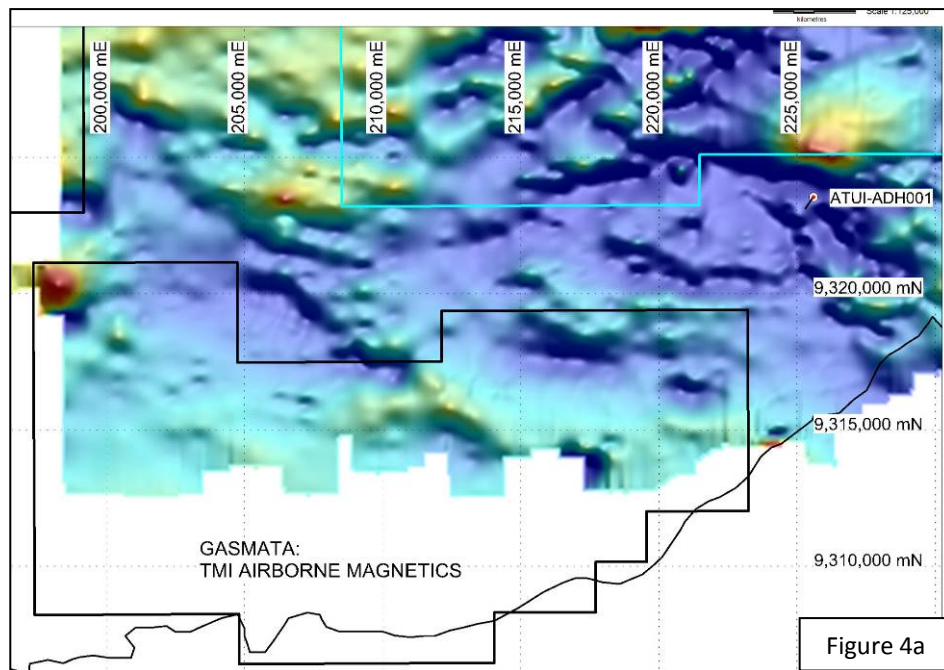 Scale 1:125,000
kilometres
200,000 mE
205,000 mE
210,000 mE
215,000 mE
220,000 mE
225,000 mE
ATUI-ADH001
9,320,000 mN
9,315,000 mN
9,310,000 mN
GASMATA:
TMI AIRBORNE MAGNETICS
Figure 4a